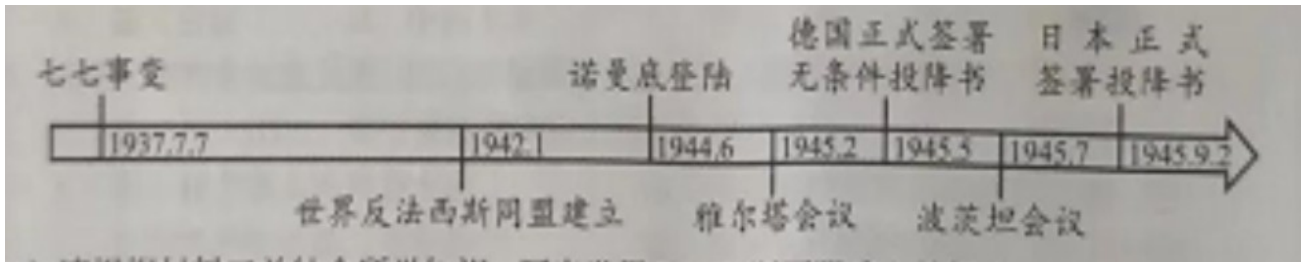 七七事变
诺曼底登陆
德国正式签署
无条件投降书
日本正式
签署投降书
1937.7.7
1942.1
1944.6
1945.2
1945.5
1945.7
1945.9.2
世界反法西斯同盟建立
雅尔塔会议
波茨坦会议